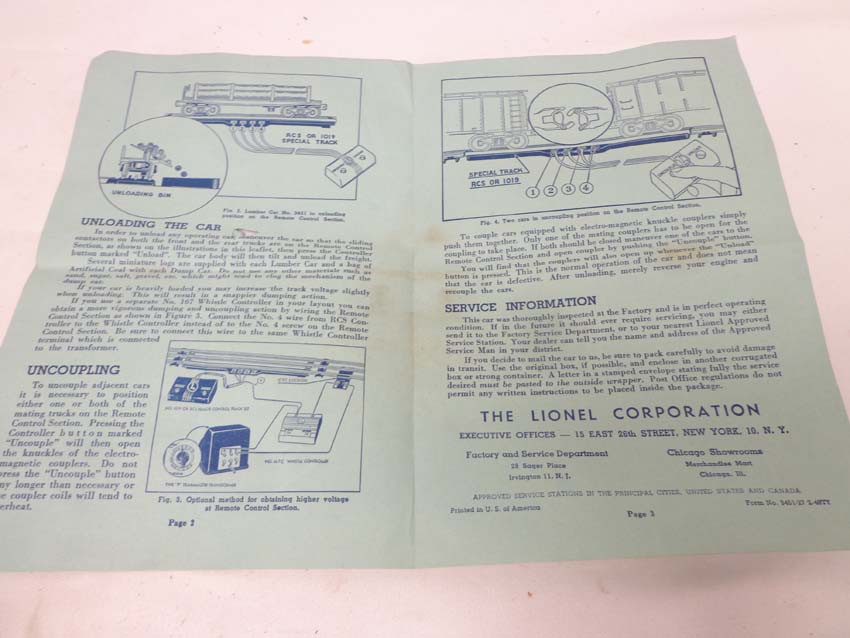 RCS OR 1019
SPECIAL TRACK
UNLOADING BIN
Fig. 2. Lumber Car No. 3451 in unloading
position on the Remote Control Section.
UNLOADING THE CAR
In order to unload any operating car, maneuver the car so that the sliding
contactors on both the front and the rear trucks are on the Remote Control
Section, as shown on the illustrations in this leaflet, then press the Controller
button marked "Unload". The car body will then tilt and unload the freight.
Several miniature logs are supplied with each Lumber Car and a bag of
Artificial Coal with each Dump Car. Do not use any other materials such as
sand, sugar, salt, gravel, etc. which might tend to clog the mechanism of the
dump car.
If your car is heavily loaded you may increase the track voltage slightly
when unloading. This will result in a snappier dumping action.
If you use a separate No. 167 Whistle Controller in your layout you can
obtain a more vigorous dumping and uncoupling action by wiring the Remote
Control Section as shown in Figure 3. Connect the No. 4 wire from RCS Con-
troller to the Whistle Controller instead of to the No. 4 screw on the Remote
Control Section. Be sure to connect this wire to the same Whistle Controller
terminal which is connected
to the transformer.
UNCOUPLING
To uncouple adjacent cars
it is necessary to position
either one or both of the
mating trucks on the Remote
Control Section. Pressing the
Controller button marked
"Uncouple" will then open
the knuckles of the electro-
magnetic couplers. Do not
press the "Uncouple" button
any longer than necessary or
e coupler coils will tend to
erheat.
NO. 167C WHISTLE CONTROLLER
Fig. 3. Optional method for obtaining higher voltage
at Remote Control Section.
Page 2
SPECIAL TRACK
RCS OR 1019
1 2 3 4
Fig. 4. Two cars in uncoupling position on the Remote Control Section.
To couple cars equipped with electro-magnetic knuckle couplers simply
push them together. Only one of the mating couplers has to be open for the
coupling to take place. If both should be closed maneuver one of the cars to the
Remote Control Section and open the coupler by pushing the "Uncouple" button.
You will find that the couplers will also open up whenever the "Unload"
button is pressed. This is the normal operation of the car and does not mean
that the car is defective. After unloading, merely reverse your engine and
recouple the cars.
SERVICE INFORMATION
This car was thoroughly inspected at the Factory and is in perfect operating
condition. If in the future it should ever require servicing, you may either
send it to the Factory Service Department, or to your nearest Lionel Approved
Service Station. Your dealer can tell you the name and address of the Approved
Service Man in your district.
If you decide to mail the car to us, be sure to pack carefully to avoid damage
in transit. Use the original box, if possible, and enclose in another corrugated
box or strong container. A letter in a stamped envelope stating fully the service
desired must be pasted to the outside wrapper. Post Office regulations do not
permit any written instructions to be placed inside the package.
THE LIONEL CORPORATION
EXECUTIVE OFFICES — 15 EAST 26th STREET, NEW YORK, 10, N. Y.
Factory and Service Department
28 Sager Place
Irvington 11, N. J.
Chicago Showrooms
Merchandise Mart
Chicago, Ill.
APPROVED SERVICE STATIONS IN THE PRINCIPAL CITIES, UNITED STATES AND CANADA
Printed in U. S. of America
Page 3
Form No. 3451/27